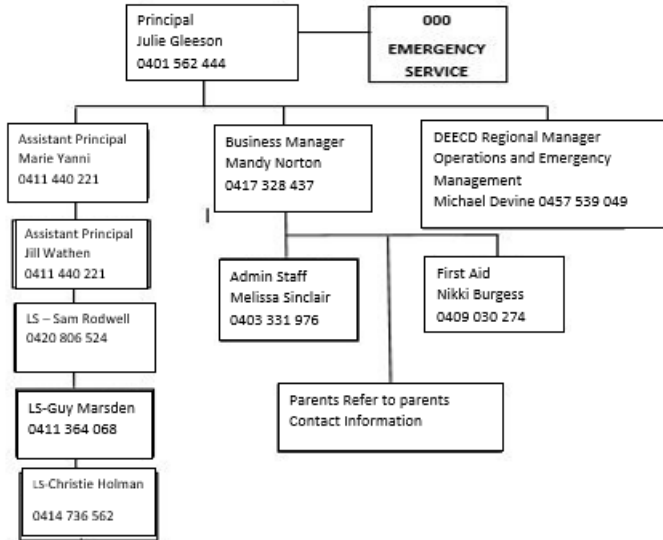 Principal
Julie Gleeson
0401 562 444
000
EMERGENCY
SERVICE
Assistant Principal
Marie Yanni
0411 440 221
Business Manager
Mandy Norton
0417 328 437
DEECD Regional Manager
Operations and Emergency
Management
Michael Devine 0457 539 049
Assistant Principal
Jill Wathen
0411 440 221
Admin Staff
Melissa Sinclair
0403 331 976
First Aid
Nikki Burgess
0409 030 274
LS – Sam Rodwell
0420 806 524
LS-Guy Marsden
0411 364 068
Parents Refer to parents
Contact Information
LS-Christie Holman
0414 736 562